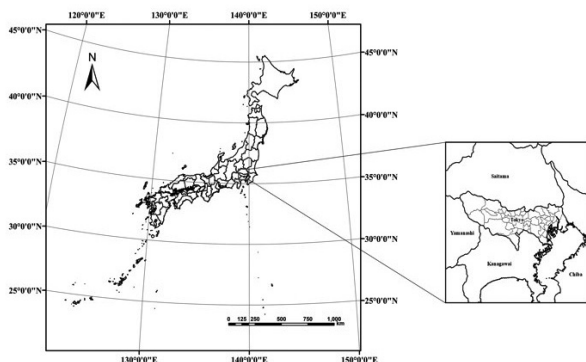 120°0'0"E 130°0'0"E 140°0'0"E 150°0'0"E
45°0'0"N 45°0'0"N
N
40°0'0"N 40°0'0"N
35°0'0"N 35°0'0"N
30°0'0"N 30°0'0"N
25°0'0"N 25°0'0"N
0 125 250 500 750 1,000
km
130°0'0"E 140°0'0"E 150°0'0"E
Saitama
Tokyo
Yamanashi
Kanagawa
Chiba